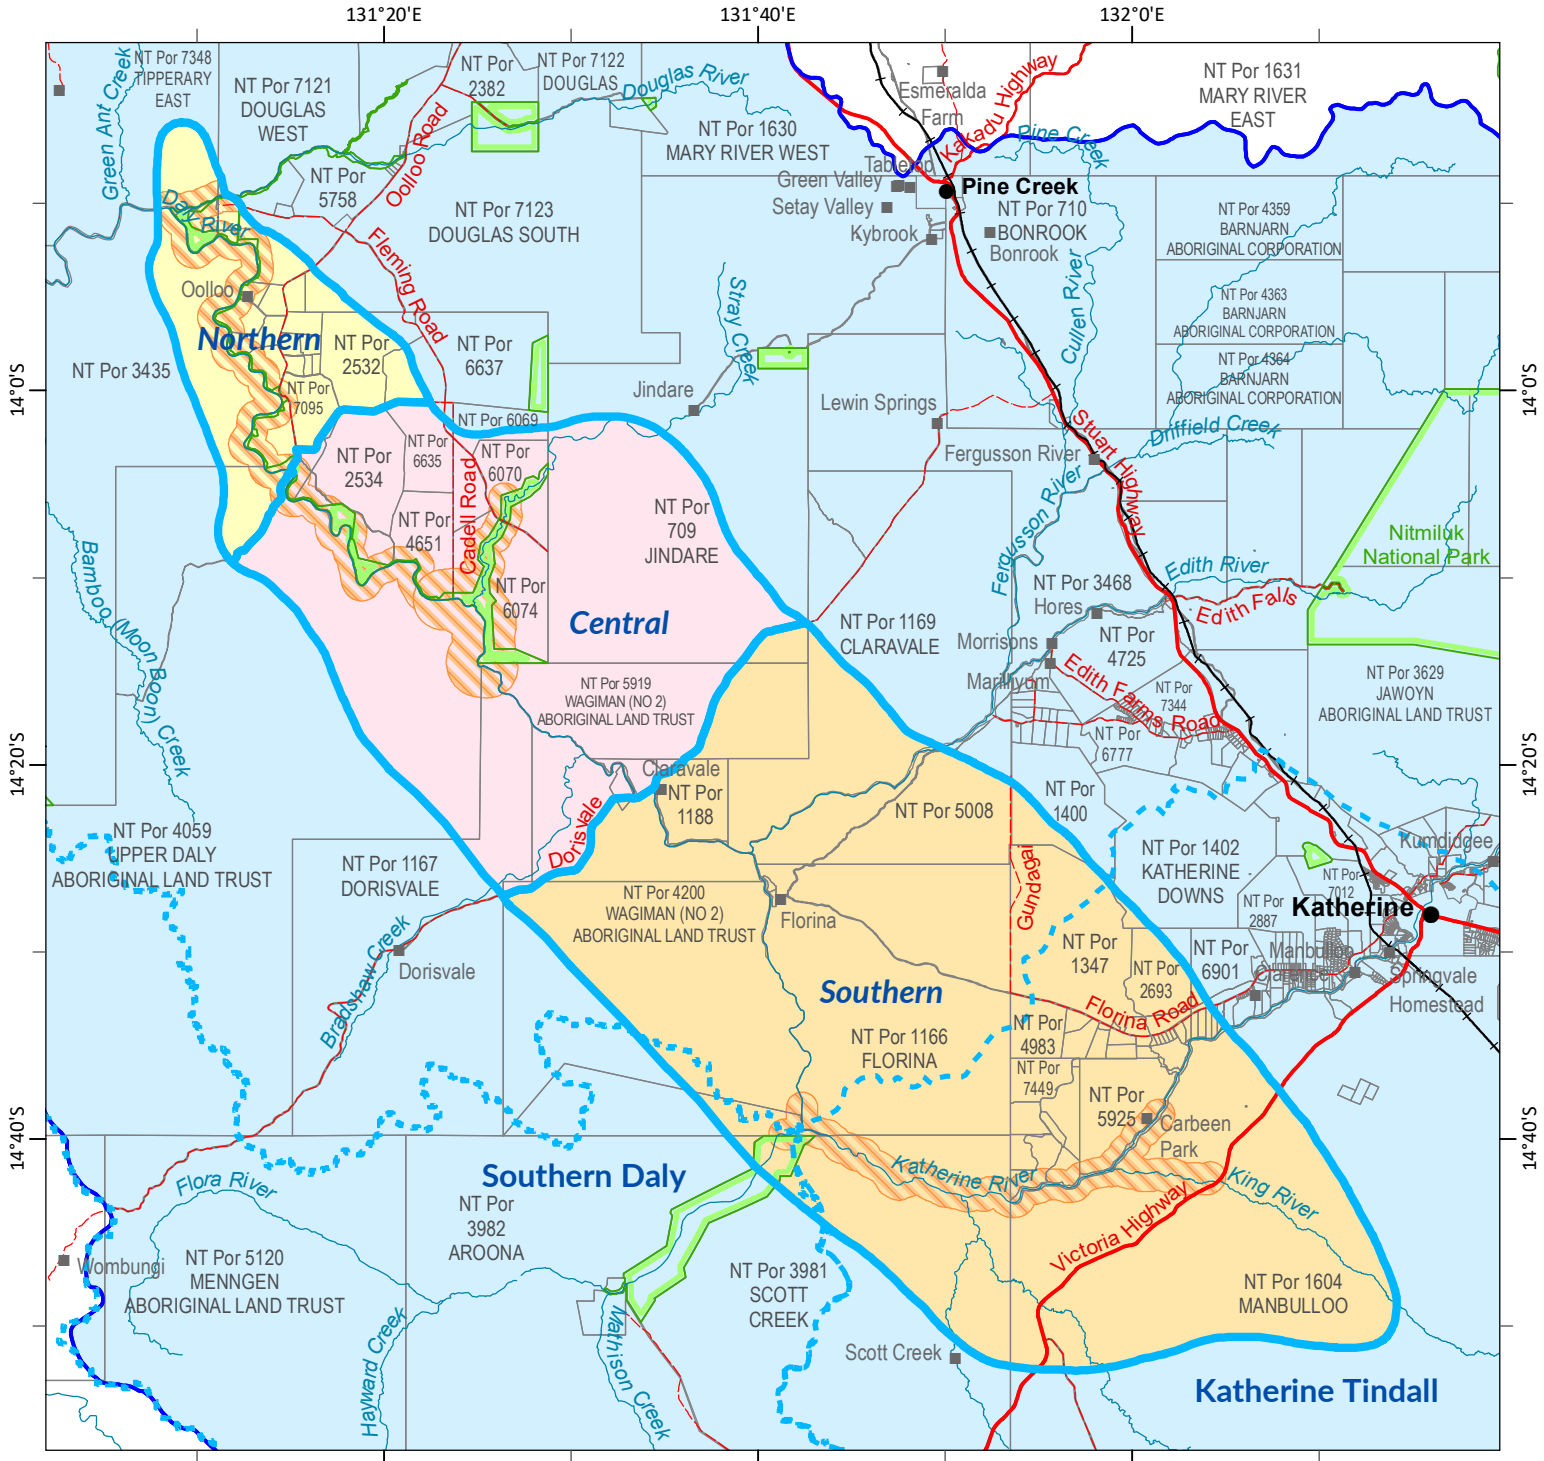 131°20'E
131°40'E
132°0'E
14°0'S
14°20'S
14°40'S
14°0'S
14°20'S
14°40'S
Green Ant Creek
NT Por 7348
TIPPERARY
EAST
NT Por 7121
DOUGLAS
WEST
NT Por
2382
NT Por 7122
DOUGLAS
Douglas River
Esmeralda
Farm
Kakadu Highway
NT Por 1631
MARY RIVER
EAST
NT Por 1630
MARY RIVER WEST
Oolloo Road
NT Por
5758
NT Por 7123
DOUGLAS SOUTH
Tabletop
Green Valley
Setay Valley
Kybrook
Pine Creek
Pine Creek
NT Por 710
BONROOK
Bonrook
NT Por 4359
BARNJARN
ABORIGINAL CORPORATION
NT Por 4363
BARNJARN
ABORIGINAL CORPORATION
NT Por 4364
BARNJARN
ABORIGINAL CORPORATION
Daly River
Oolloo
Northern
Fleming Road
NT Por 3435
NT Por
2532
NT Por
7095
NT Por
6637
Stray Creek
Jindare
Cullen River
Lewin Springs
NT Por 6069
NT Por
2534
NT Por
6635
NT Por
6070
NT Por
4651
Cadell Road
NT Por
6074
NT Por
709
JINDARE
Central
Fergusson River
Fergusson River
Stuart Highway
Driffield Creek
Nitmiluk
National Park
Edith River
Edith Falls
NT Por 3468
Hores
NT Por 1169
CLARAVALE
Morrisons
Marillyum
NT Por
4725
Edith Farms Road
NT Por
7344
NT Por
6777
NT Por 3629
JAWOYN
ABORIGINAL LAND TRUST
Bamboo (Moon Boon) Creek
NT Por 5919
WAGIMAN (NO 2)
ABORIGINAL LAND TRUST
Claravale
NT Por
1188
Dorisvale
NT Por 5008
NT Por
1400
NT Por 4059
UPPER DALY
ABORIGINAL LAND TRUST
NT Por 1167
DORISVALE
NT Por 1402
KATHERINE
DOWNS
Kumdidgee
NT Por
7012
NT Por
2887
Katherine
NT Por 4200
WAGIMAN (NO 2)
ABORIGINAL LAND TRUST
Florina
Gundagai
Bradshaw Creek
Dorisvale
NT Por
1347
NT Por
2693
NT Por
6901
Manbulloo
Clarence
Springvale
Homestead
Southern
Florina Road
NT Por 1166
FLORINA
NT Por
4983
NT Por
7449
NT Por
5925
Carbeen
Park
Southern Daly
Flora River
Katherine River
King River
Victoria Highway
NT Por
3982
AROONA
Wombungi
NT Por 5120
MENNGEN
ABORIGINAL LAND TRUST
NT Por 3981
SCOTT
CREEK
NT Por 1604
MANBULLOO
Hayward Creek
Mathison Creek
Scott Creek
Katherine Tindall